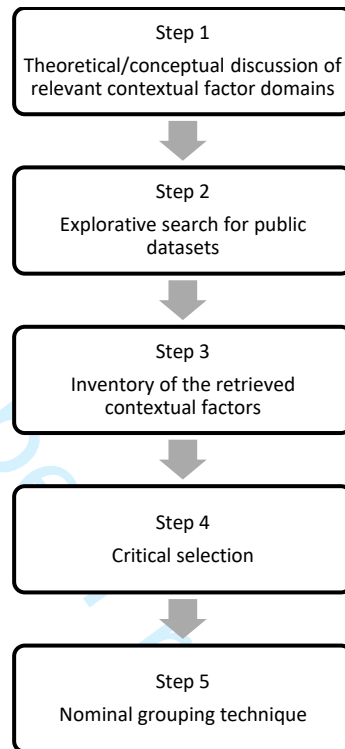 Step 1
Theoretical/conceptual discussion of
relevant contextual factor domains
Step 2
Explorative search for public
datasets
Step 3
Inventory of the retrieved
contextual factors
Step 4
Critical selection
Step 5
Nominal grouping technique